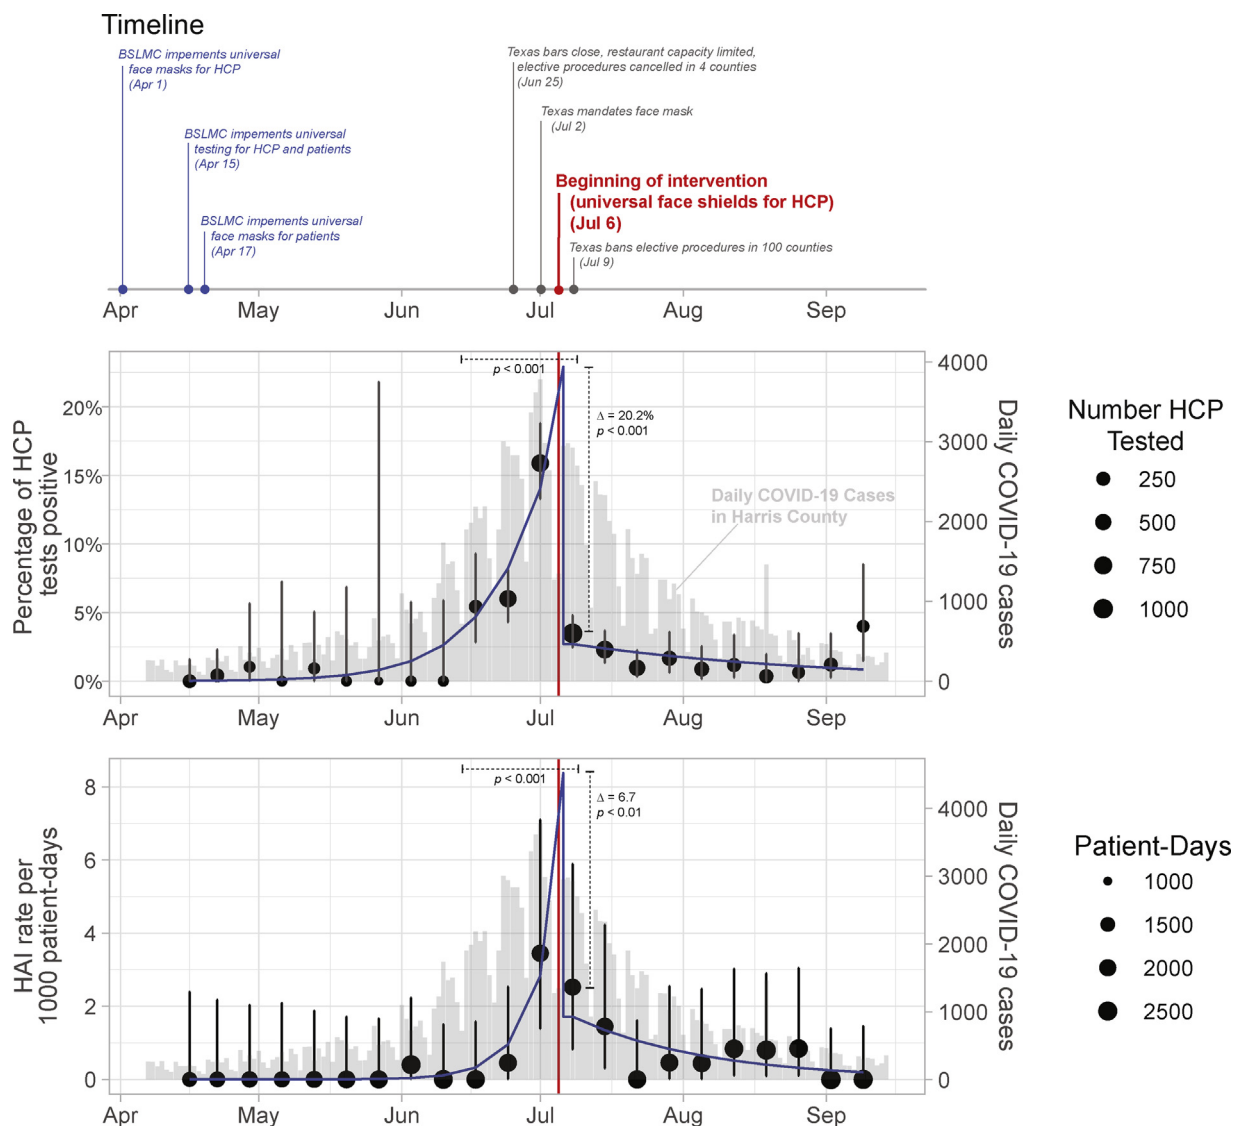 Timeline
BSLMC impements universal
face masks for HCP
(Apr 1)
Texas bars close, restaurant capacity limited,
elective procedures cancelled in 4 counties
(Jun 25)
Texas mandates face mask
(Jul 2)
BSLMC impements universal
testing for HCP and patients
(Apr 15)
Beginning of intervention
(universal face shields for HCP)
(Jul 6)
BSLMC impements universal
face masks for patients
(Apr 17)
Texas bans elective procedures in 100 counties
(Jul 9)
Apr May Jun Jul Aug Sep
Percentage of HCP
tests positive
20%
15%
10%
5%
0%
p < 0.001
Δ = 20.2%
p < 0.001
Daily COVID-19 Cases
in Harris County
4000
3000
2000
1000
0
Daily COVID-19 cases
Apr May Jun Jul Aug Sep
Number HCP
Tested
250
500
750
1000
HAI rate per
1000 patient-days
8
6
4
2
0
p < 0.001
Δ = 6.7
p < 0.01
4000
3000
2000
1000
0
Daily COVID-19 cases
Apr May Jun Jul Aug Sep
Patient-Days
1000
1500
2000
2500